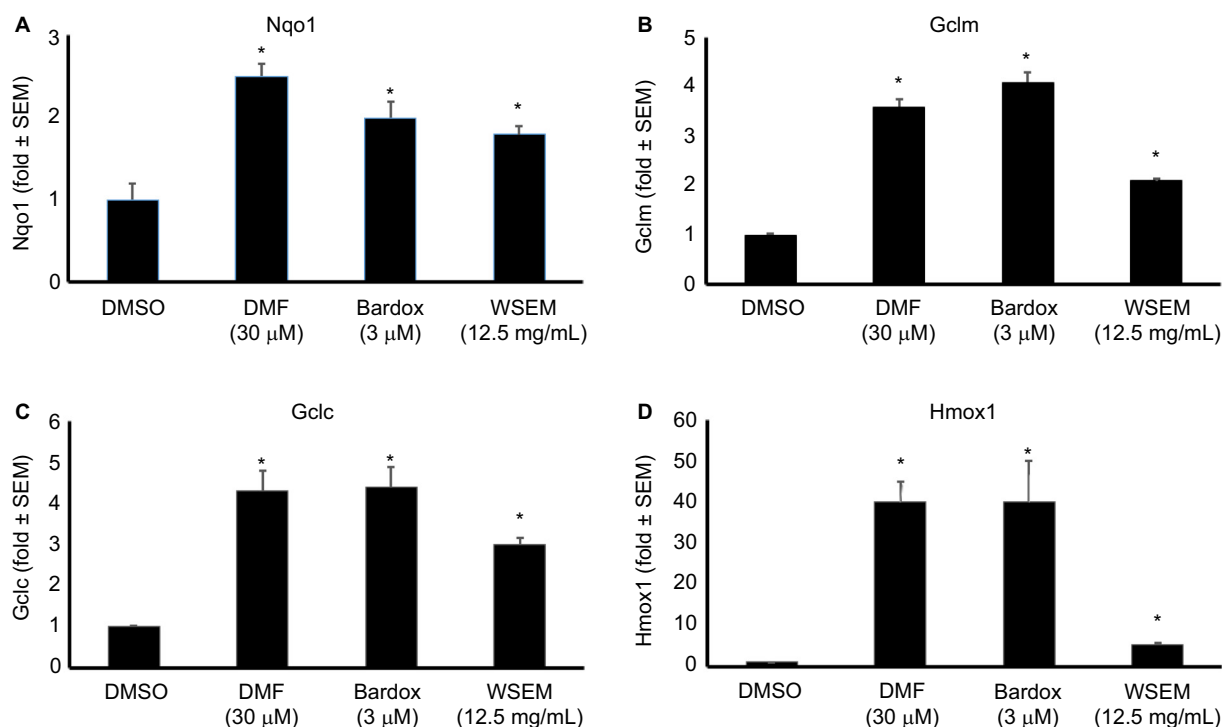 A
Nqo1
Nqo1 (fold ± SEM)
3
*
*
*
2
1
0
DMSO
DMF
(30 μM)
Bardox
(3 μM)
WSEM
(12.5 mg/mL)
B
Gclm
Gclm (fold ± SEM)
5
*
*
4
3
*
2
1
0
DMSO
DMF
(30 μM)
Bardox
(3 μM)
WSEM
(12.5 mg/mL)
C
Gclc
Gclc (fold ± SEM)
6
*
*
5
4
*
3
2
1
0
DMSO
DMF
(30 μM)
Bardox
(3 μM)
WSEM
(12.5 mg/mL)
D
Hmox1
Hmox1 (fold ± SEM)
60
*
*
50
40
30
20
*
10
0
DMSO
DMF
(30 μM)
Bardox
(3 μM)
WSEM
(12.5 mg/mL)